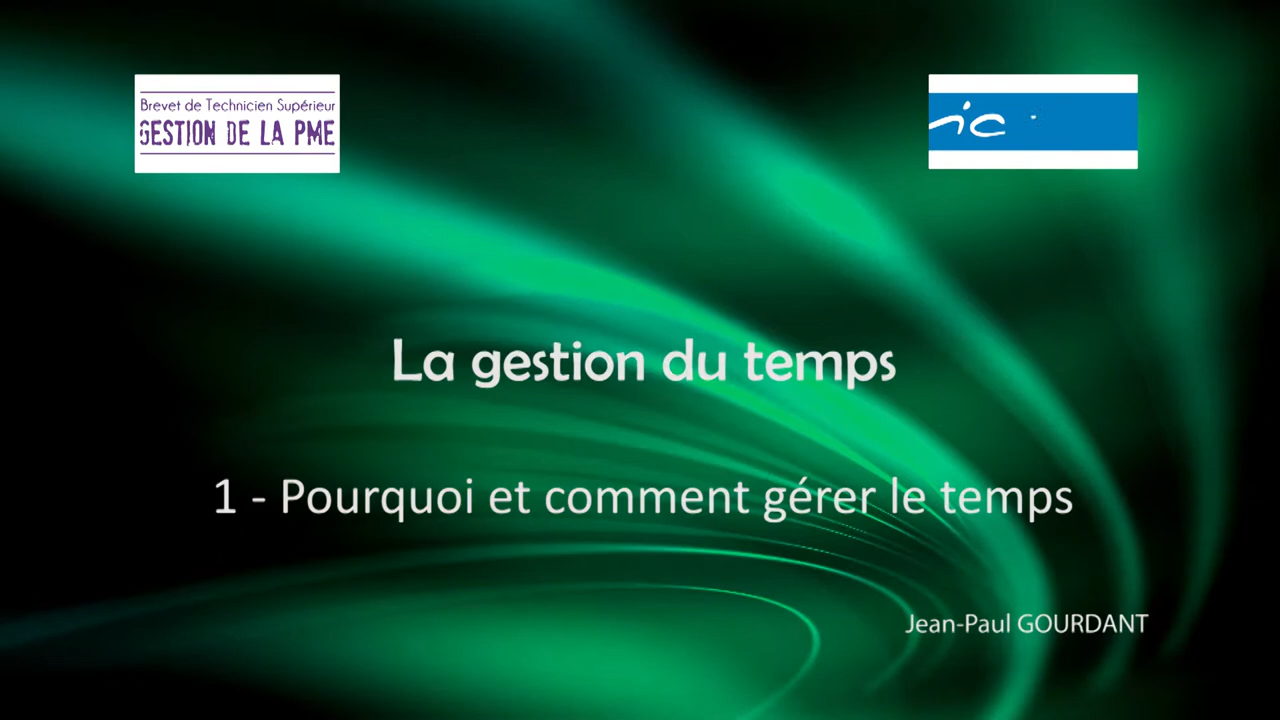 Brevet de Technicien Supérieur
GESTION DE LA PME
ic
La gestion du temps
1 - Pourquoi et comment gérer le temps
Jean-Paul GOURDANT